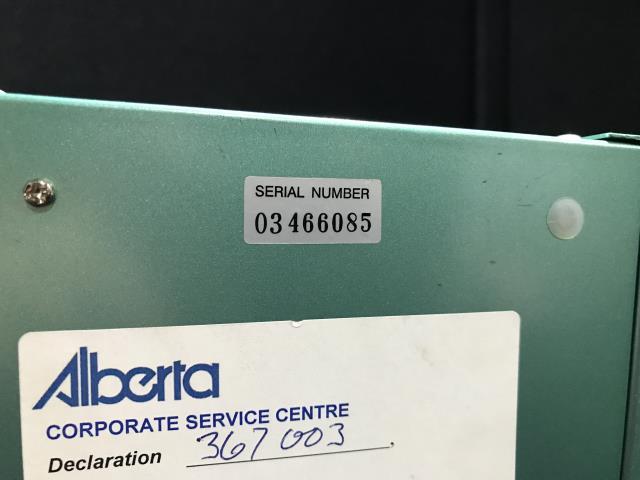 SERIAL NUMBER
03466085
Alberta
CORPORATE SERVICE CENTRE
Declaration 367003